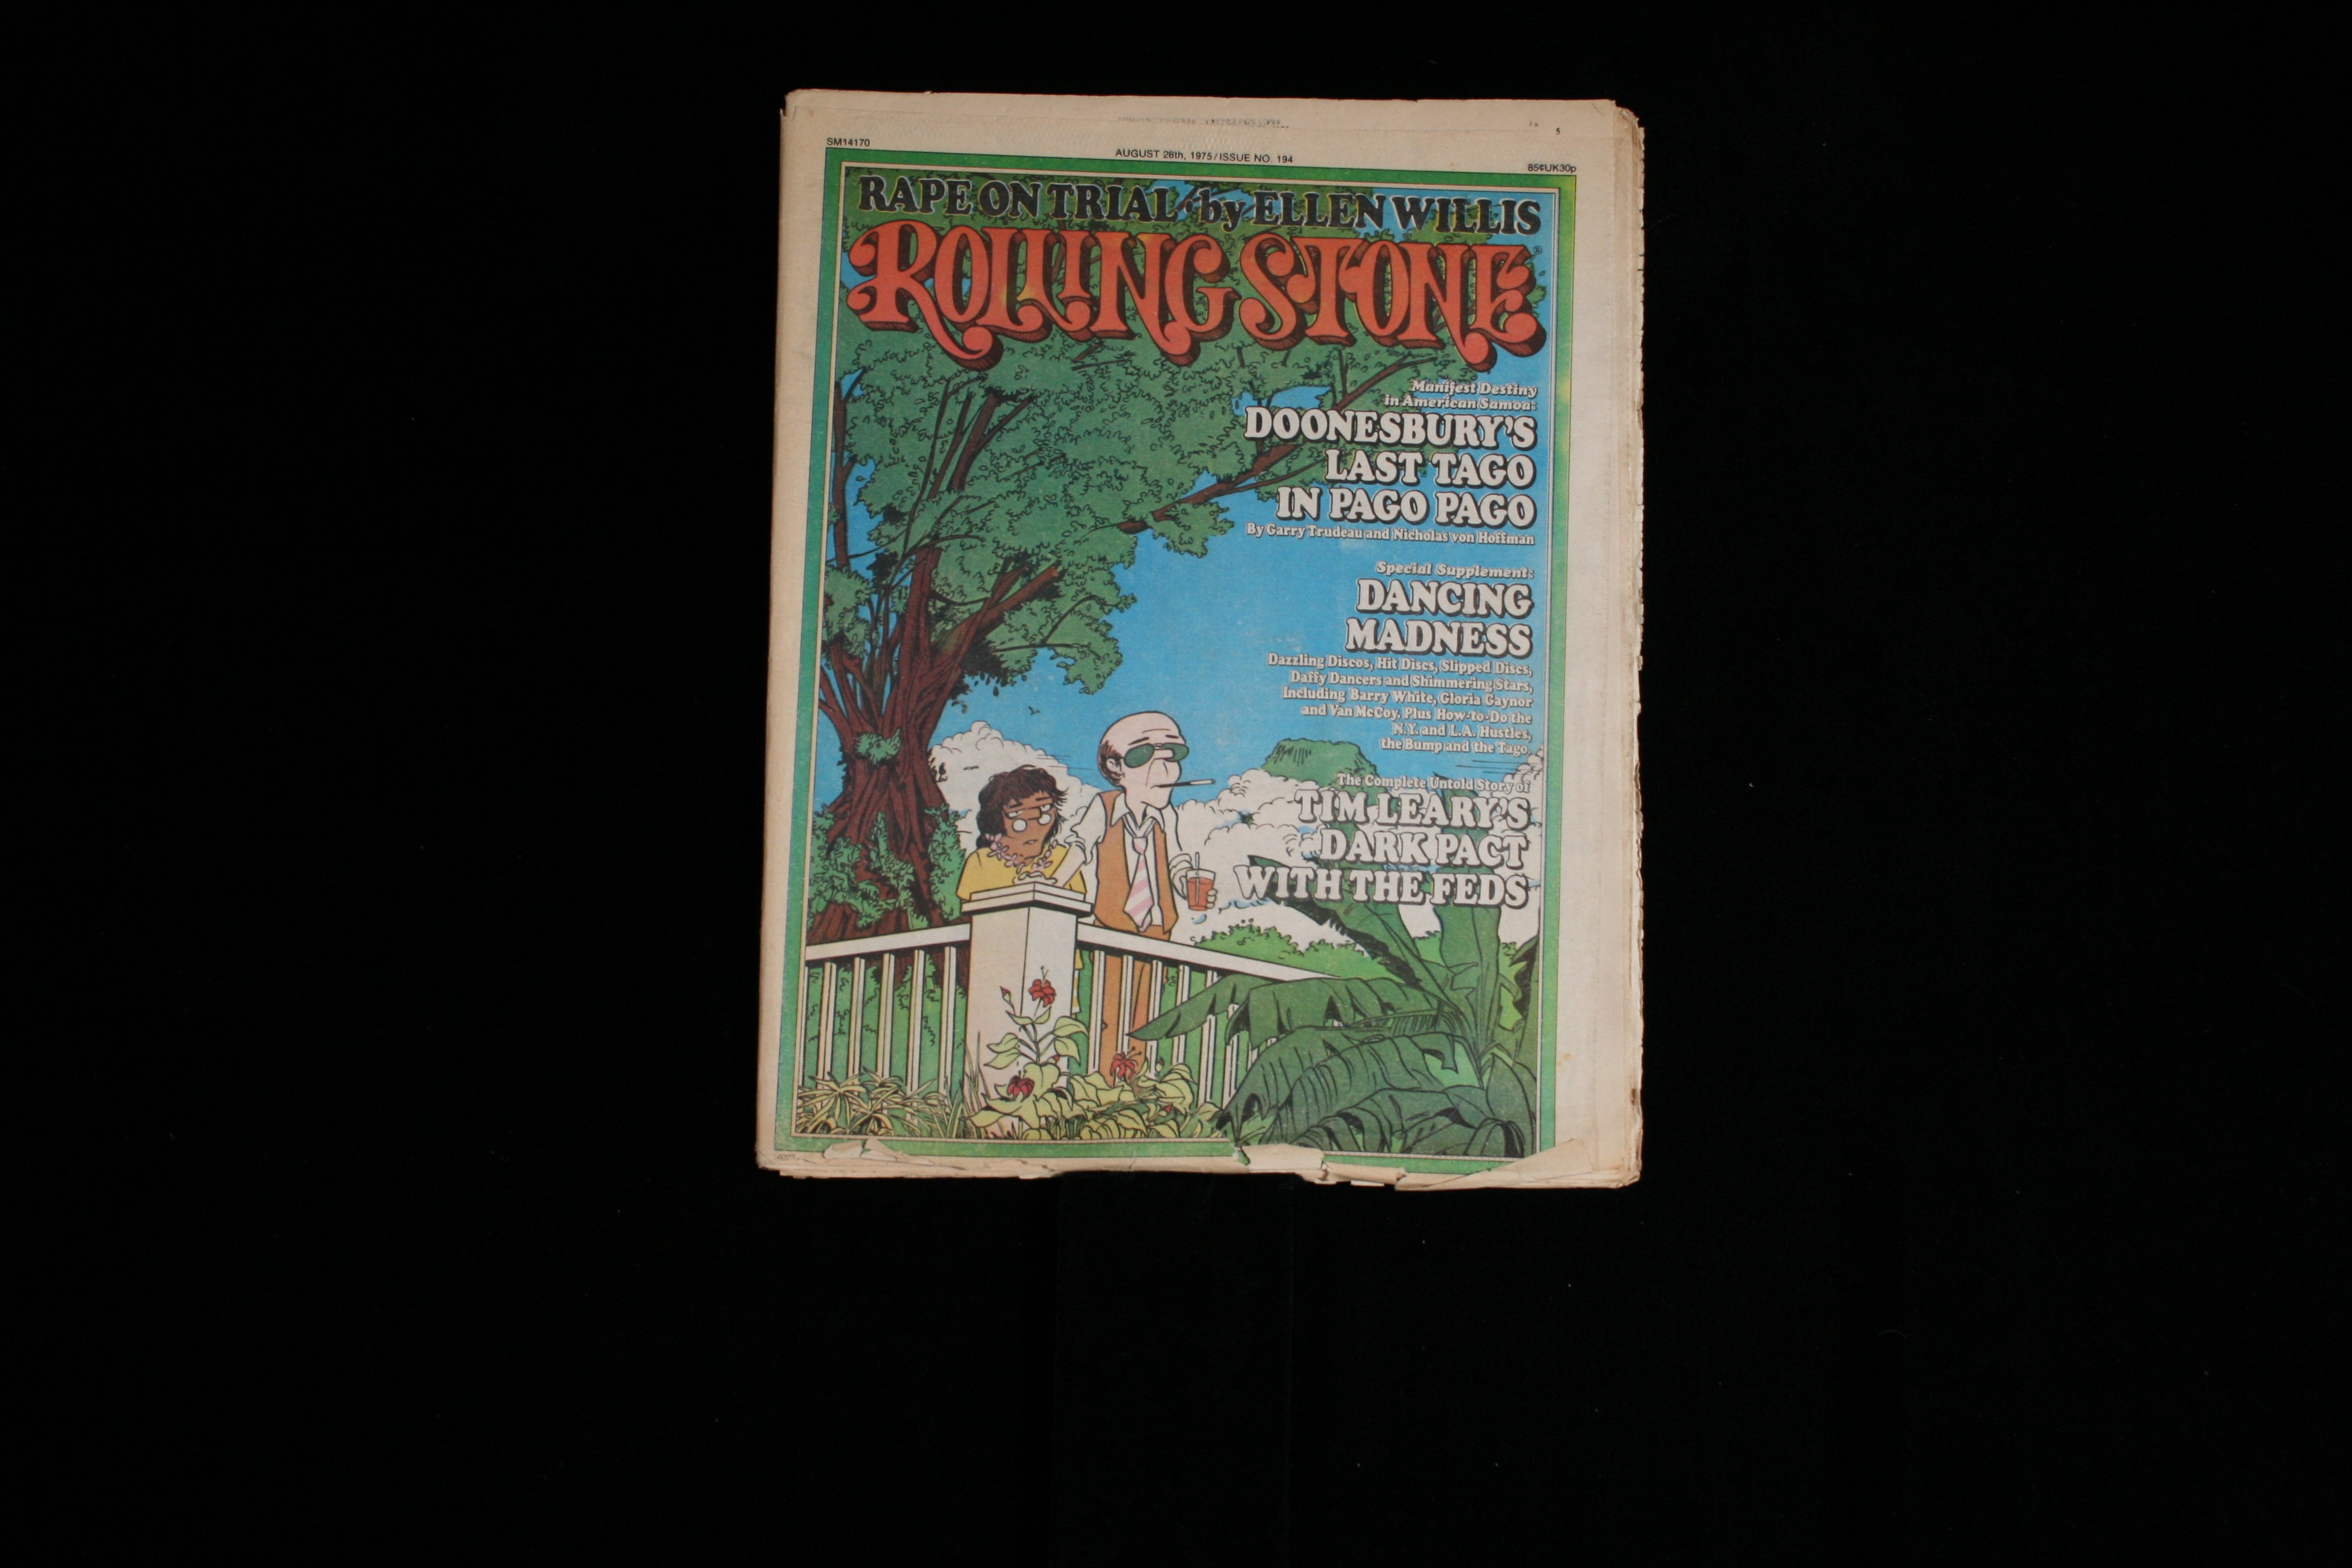 SM14170
AUGUST 28th, 1975/ISSUE NO. 194
85¢UK30p
5
RAPE ON TRIAL • by ELLEN WILLIS
ROLLING STONE®
Manifest Destiny
in American Samoa:
DOONESBURY'S
LAST TAGO
IN PAGO PAGO
By Garry Trudeau and Nicholas von Hoffman
Special Supplement:
DANCING
MADNESS
Dazzling Discos, Hit Discs, Slipped Discs,
Daffy Dancers and Shimmering Stars,
Including Barry White, Gloria Gaynor
and Van McCoy. Plus How-to-Do the
N.Y. and L.A. Hustles,
the Bump and the Tago.
The Complete Untold Story of
TIM LEARY'S
DARK PACT
WITH THE FEDS